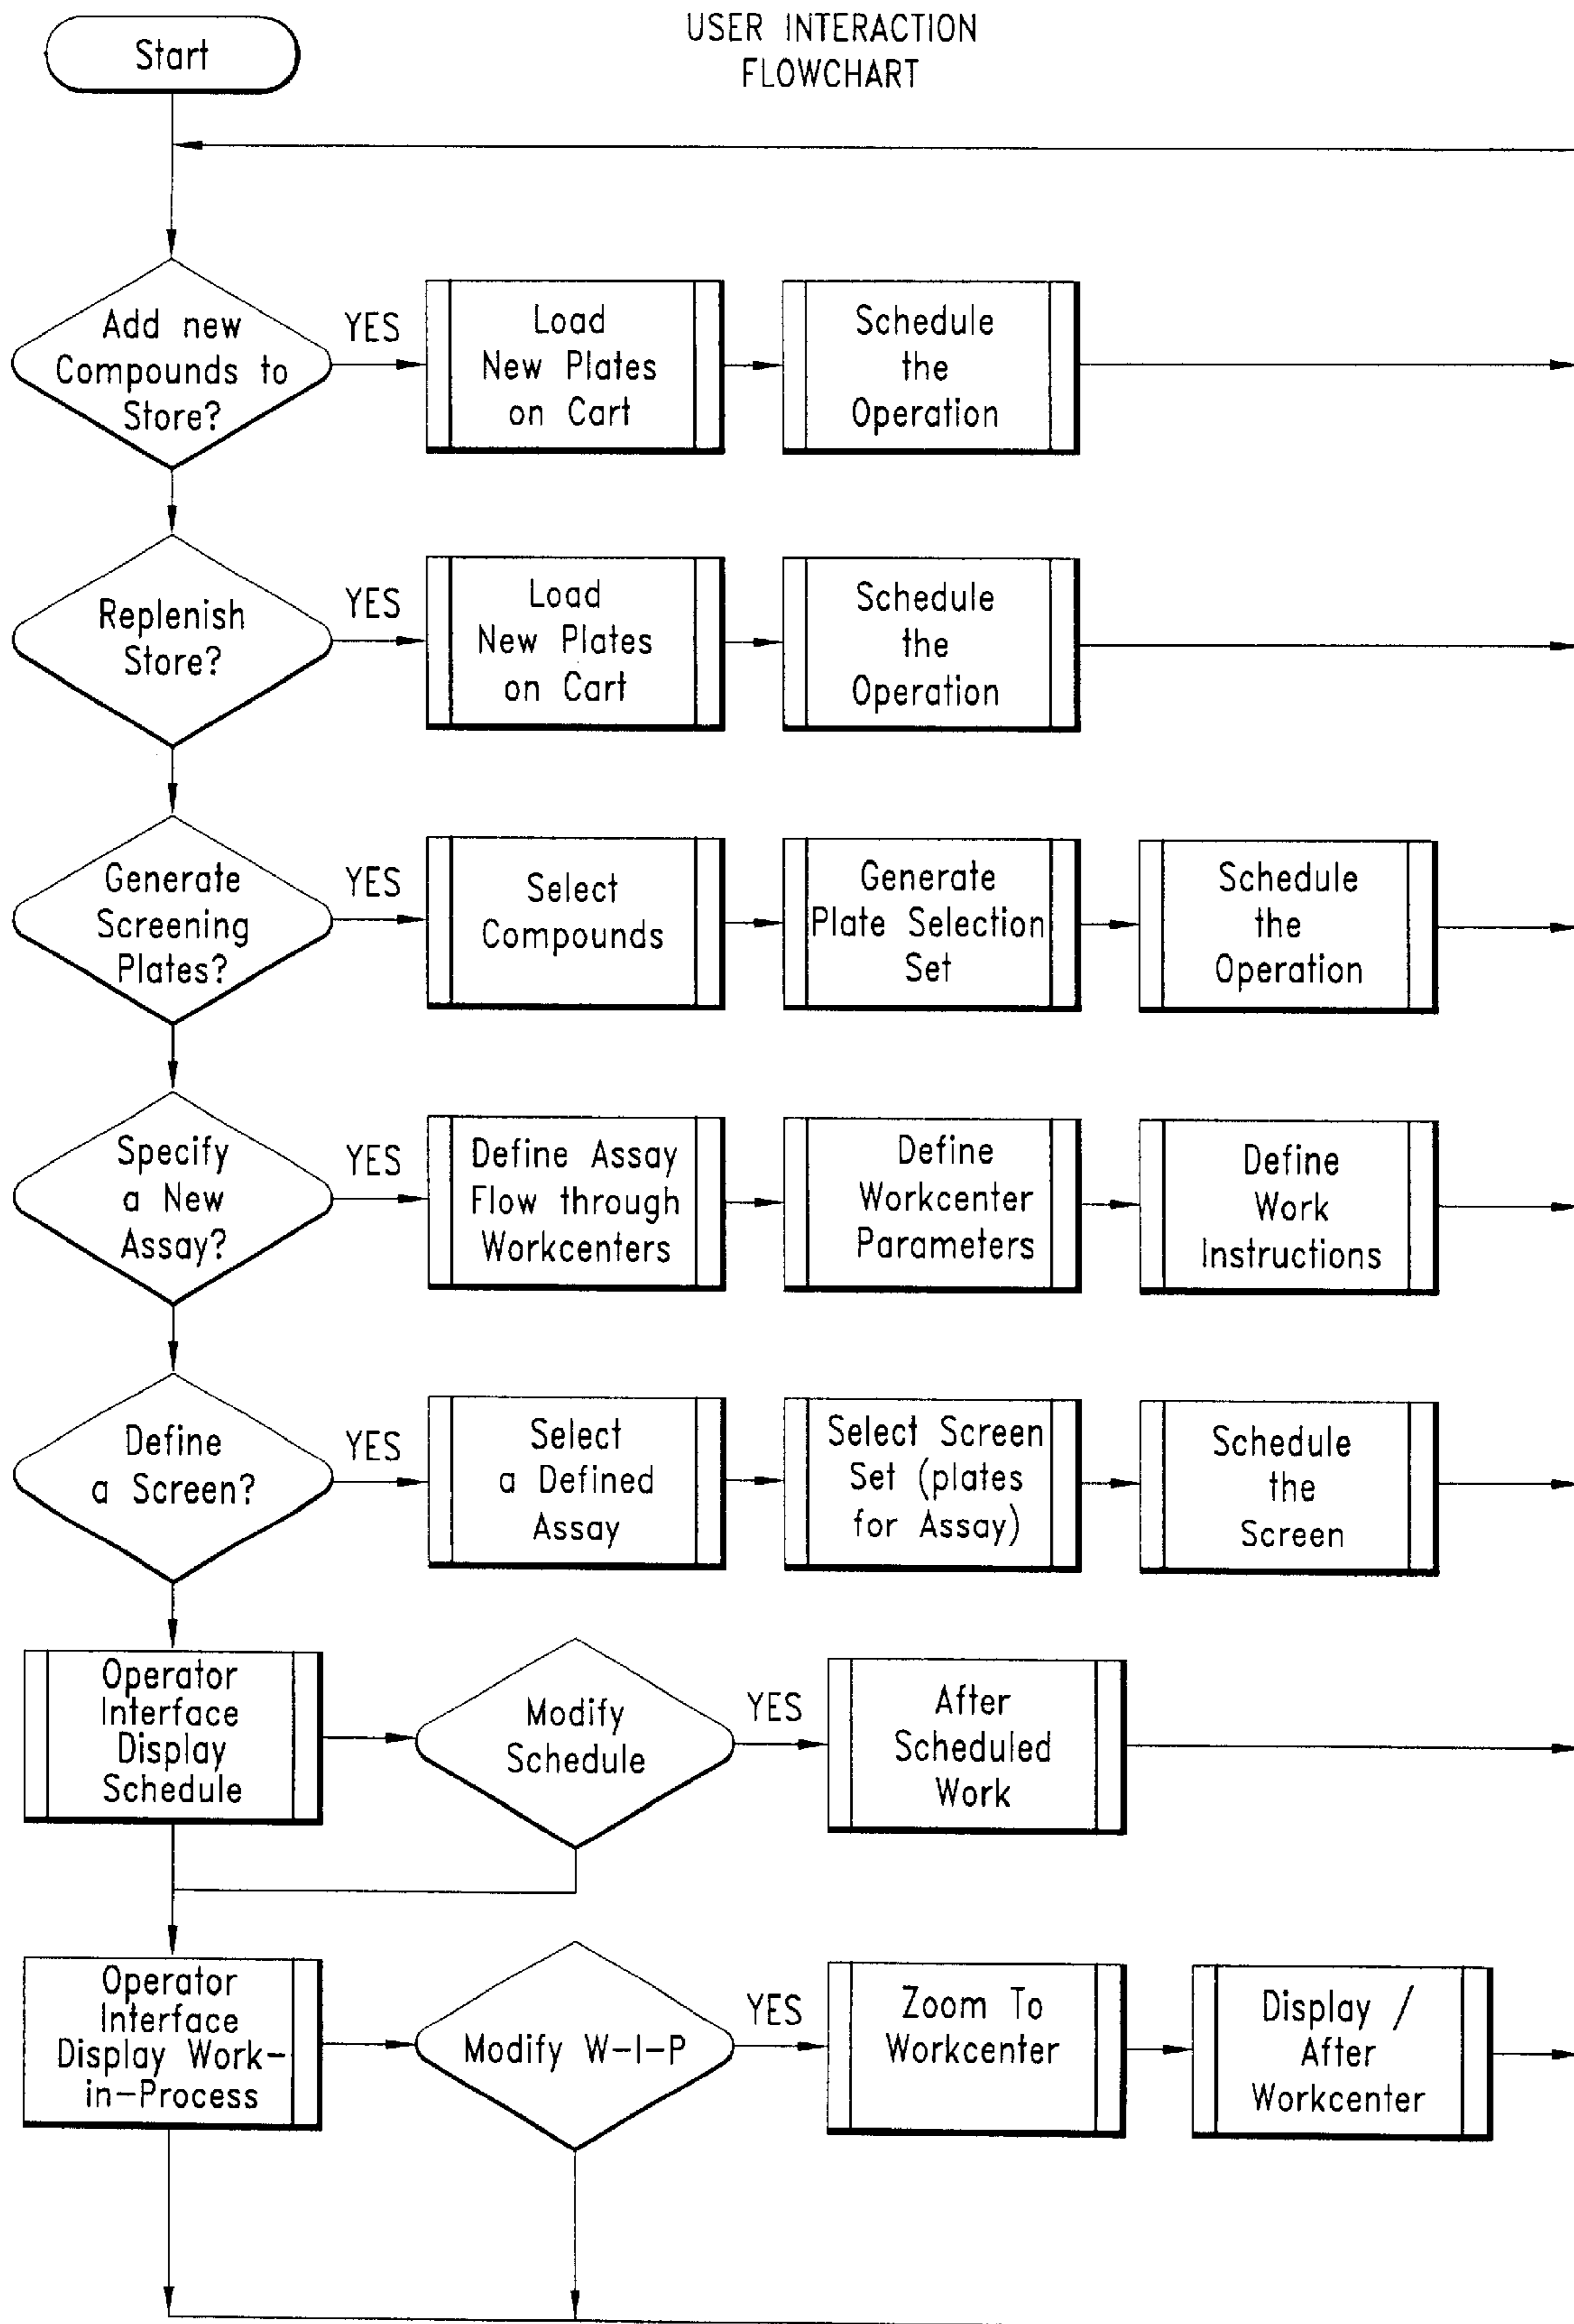 USER INTERACTION
FLOWCHART
Start
Add new
Compounds to
Store?
YES
Load
New Plates
on Cart
Schedule
the
Operation
Replenish
Store?
YES
Load
New Plates
on Cart
Schedule
the
Operation
Generate
Screening
Plates?
YES
Select
Compounds
Generate
Plate Selection
Set
Schedule
the
Operation
Specify
a New
Assay?
YES
Define Assay
Flow through
Workcenters
Define
Workcenter
Parameters
Define
Work
Instructions
Define
a Screen?
YES
Select
a Defined
Assay
Select Screen
Set (plates
for Assay)
Schedule
the
Screen
Operator
Interface
Display
Schedule
Modify
Schedule
YES
After
Scheduled
Work
Operator
Interface
Display Work-
in-Process
Modify W-I-P
YES
Zoom To
Workcenter
Display /
After
Workcenter